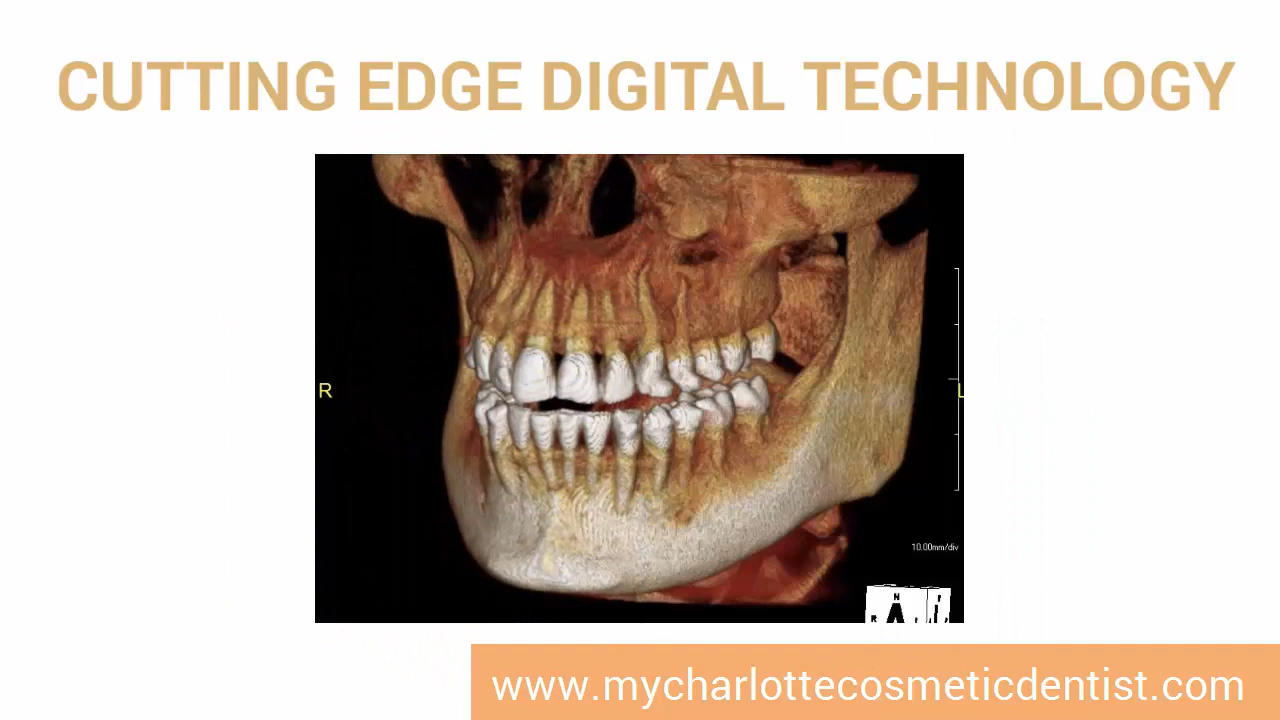 CUTTING EDGE DIGITAL TECHNOLOGY
R
L
10.00mm/div
A
www.mycharlottecosmeticdentist.com